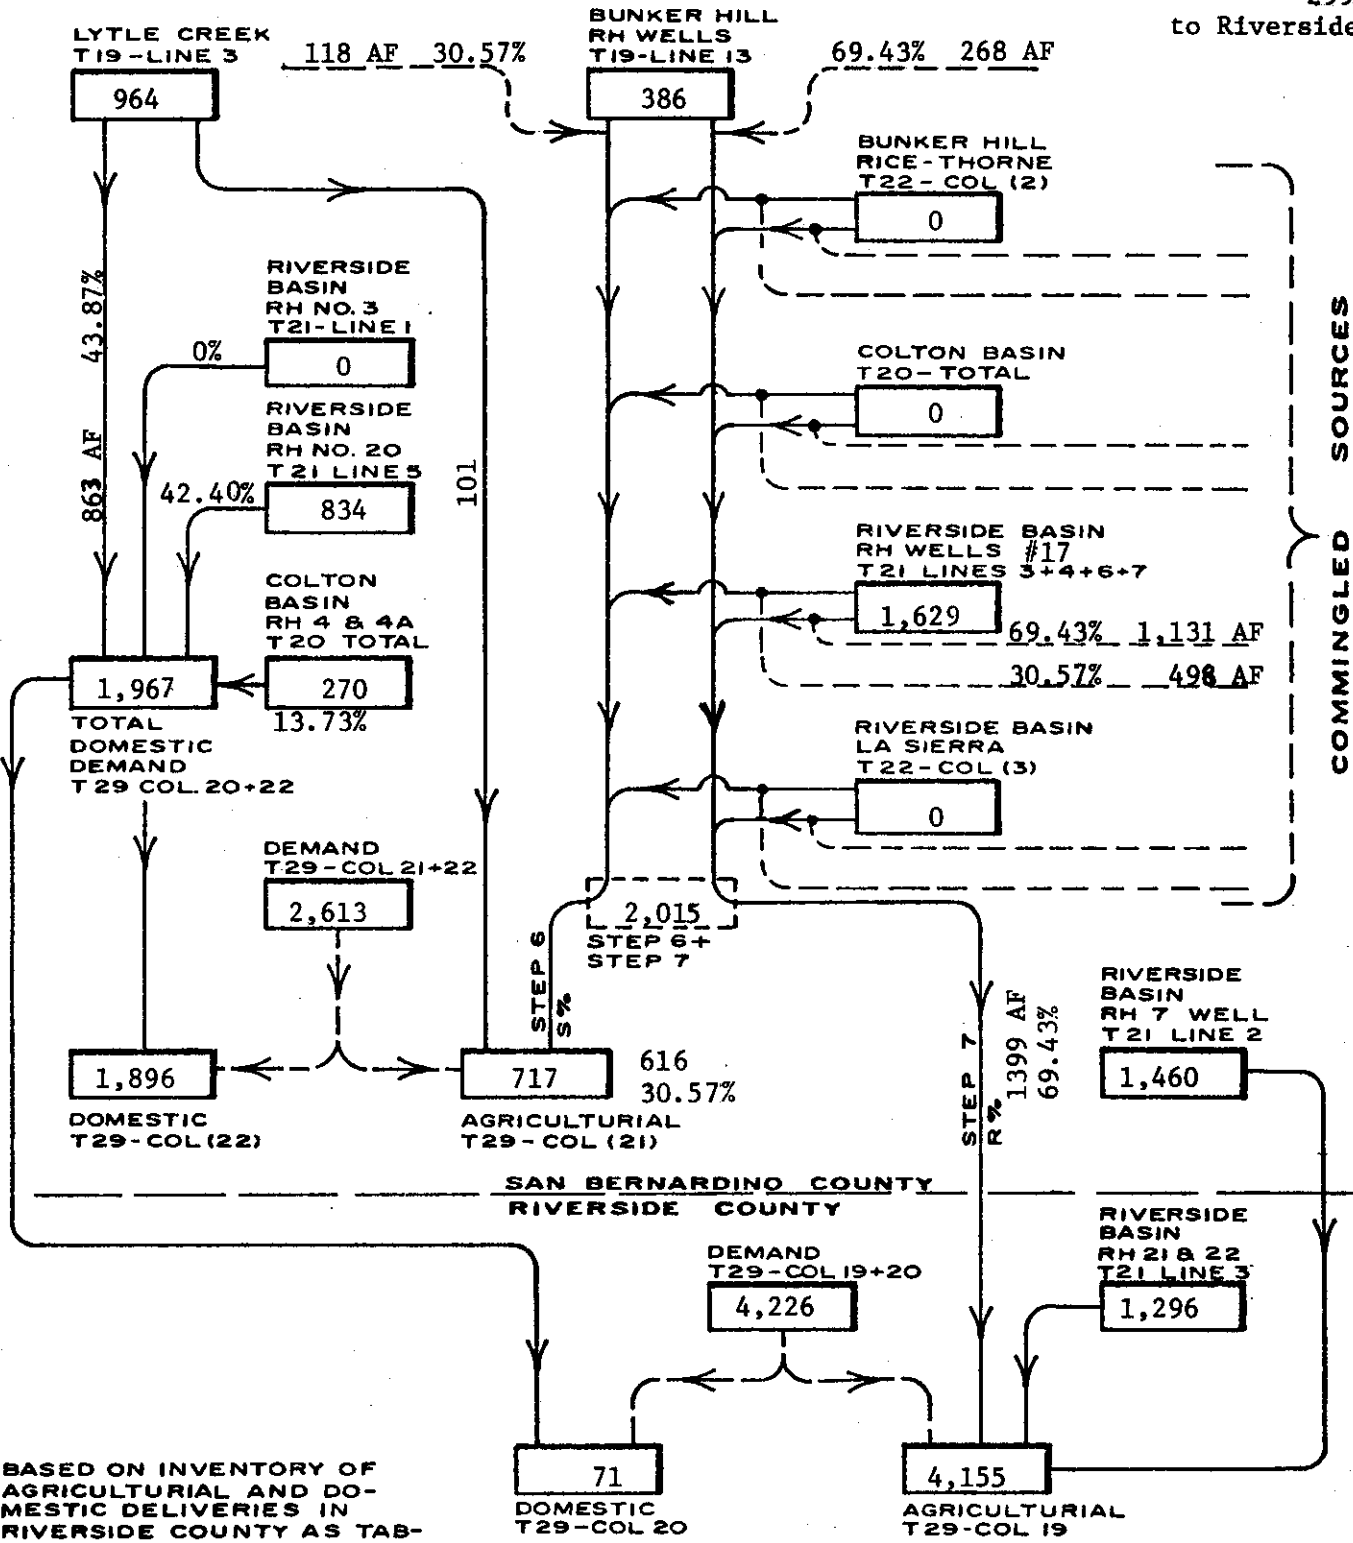 to Riverside
LYTLE CREEK
T19-LINE 3
964
118 AF 30.57%
BUNKER HILL
RH WELLS
T19-LINE 13
386
69.43% 268 AF
BUNKER HILL
RICE-THORNE
T22-COL (2)
0
43.87%
863 AF
RIVERSIDE
BASIN
RH NO. 3
T21-LINE 1
0
0%
RIVERSIDE
BASIN
RH NO. 20
T21 LINE 5
834
42.40%
101
COLTON BASIN
T20-TOTAL
0
COMMINGLED SOURCES
RIVERSIDE BASIN
RH WELLS #17
T21 LINES 3+4+6+7
1,629
69.43% 1,131 AF
30.57% 498 AF
COLTON
BASIN
RH 4 & 4A
T20 TOTAL
270
13.73%
1,967
TOTAL
DOMESTIC
DEMAND
T29 COL. 20+22
RIVERSIDE BASIN
LA SIERRA
T22-COL (3)
0
DEMAND
T29-COL 21+22
2,613
2,015
STEP 6+
STEP 7
STEP 6
S%
1,896
DOMESTIC
T29-COL (22)
717
AGRICULTURIAL
T29-COL (21)
616
30.57%
STEP 7
R%
1399 AF
69.43%
RIVERSIDE
BASIN
RH 7 WELL
T21 LINE 2
1,460
SAN BERNARDINO COUNTY
RIVERSIDE COUNTY
DEMAND
T29-COL 19+20
4,226
RIVERSIDE
BASIN
RH 21 & 22
T21 LINE 3
1,296
71
DOMESTIC
T29-COL 20
4,155
AGRICULTURIAL
T29-COL 19
BASED ON INVENTORY OF
AGRICULTURIAL AND DO-
MESTIC DELIVERIES IN
RIVERSIDE COUNTY AS TAB-